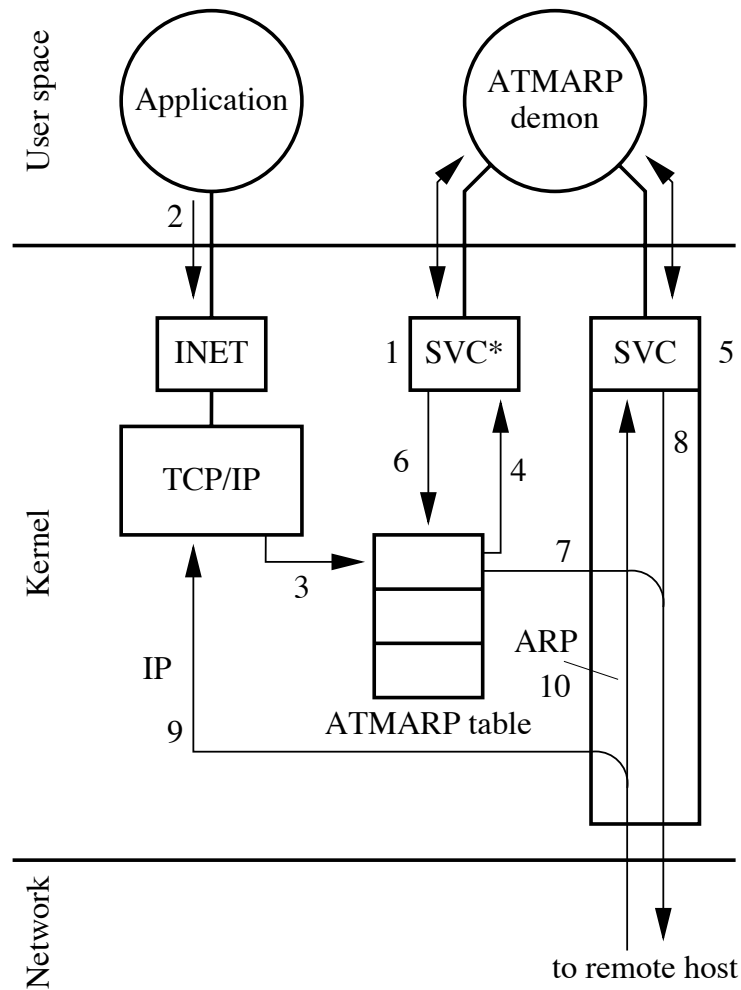 User space
Application
ATMARP
demon
2
INET
1
SVC*
SVC
5
TCP/IP
6
4
8
Kernel
3
7
ARP
10
IP
9
ATMARP table
Network
to remote host